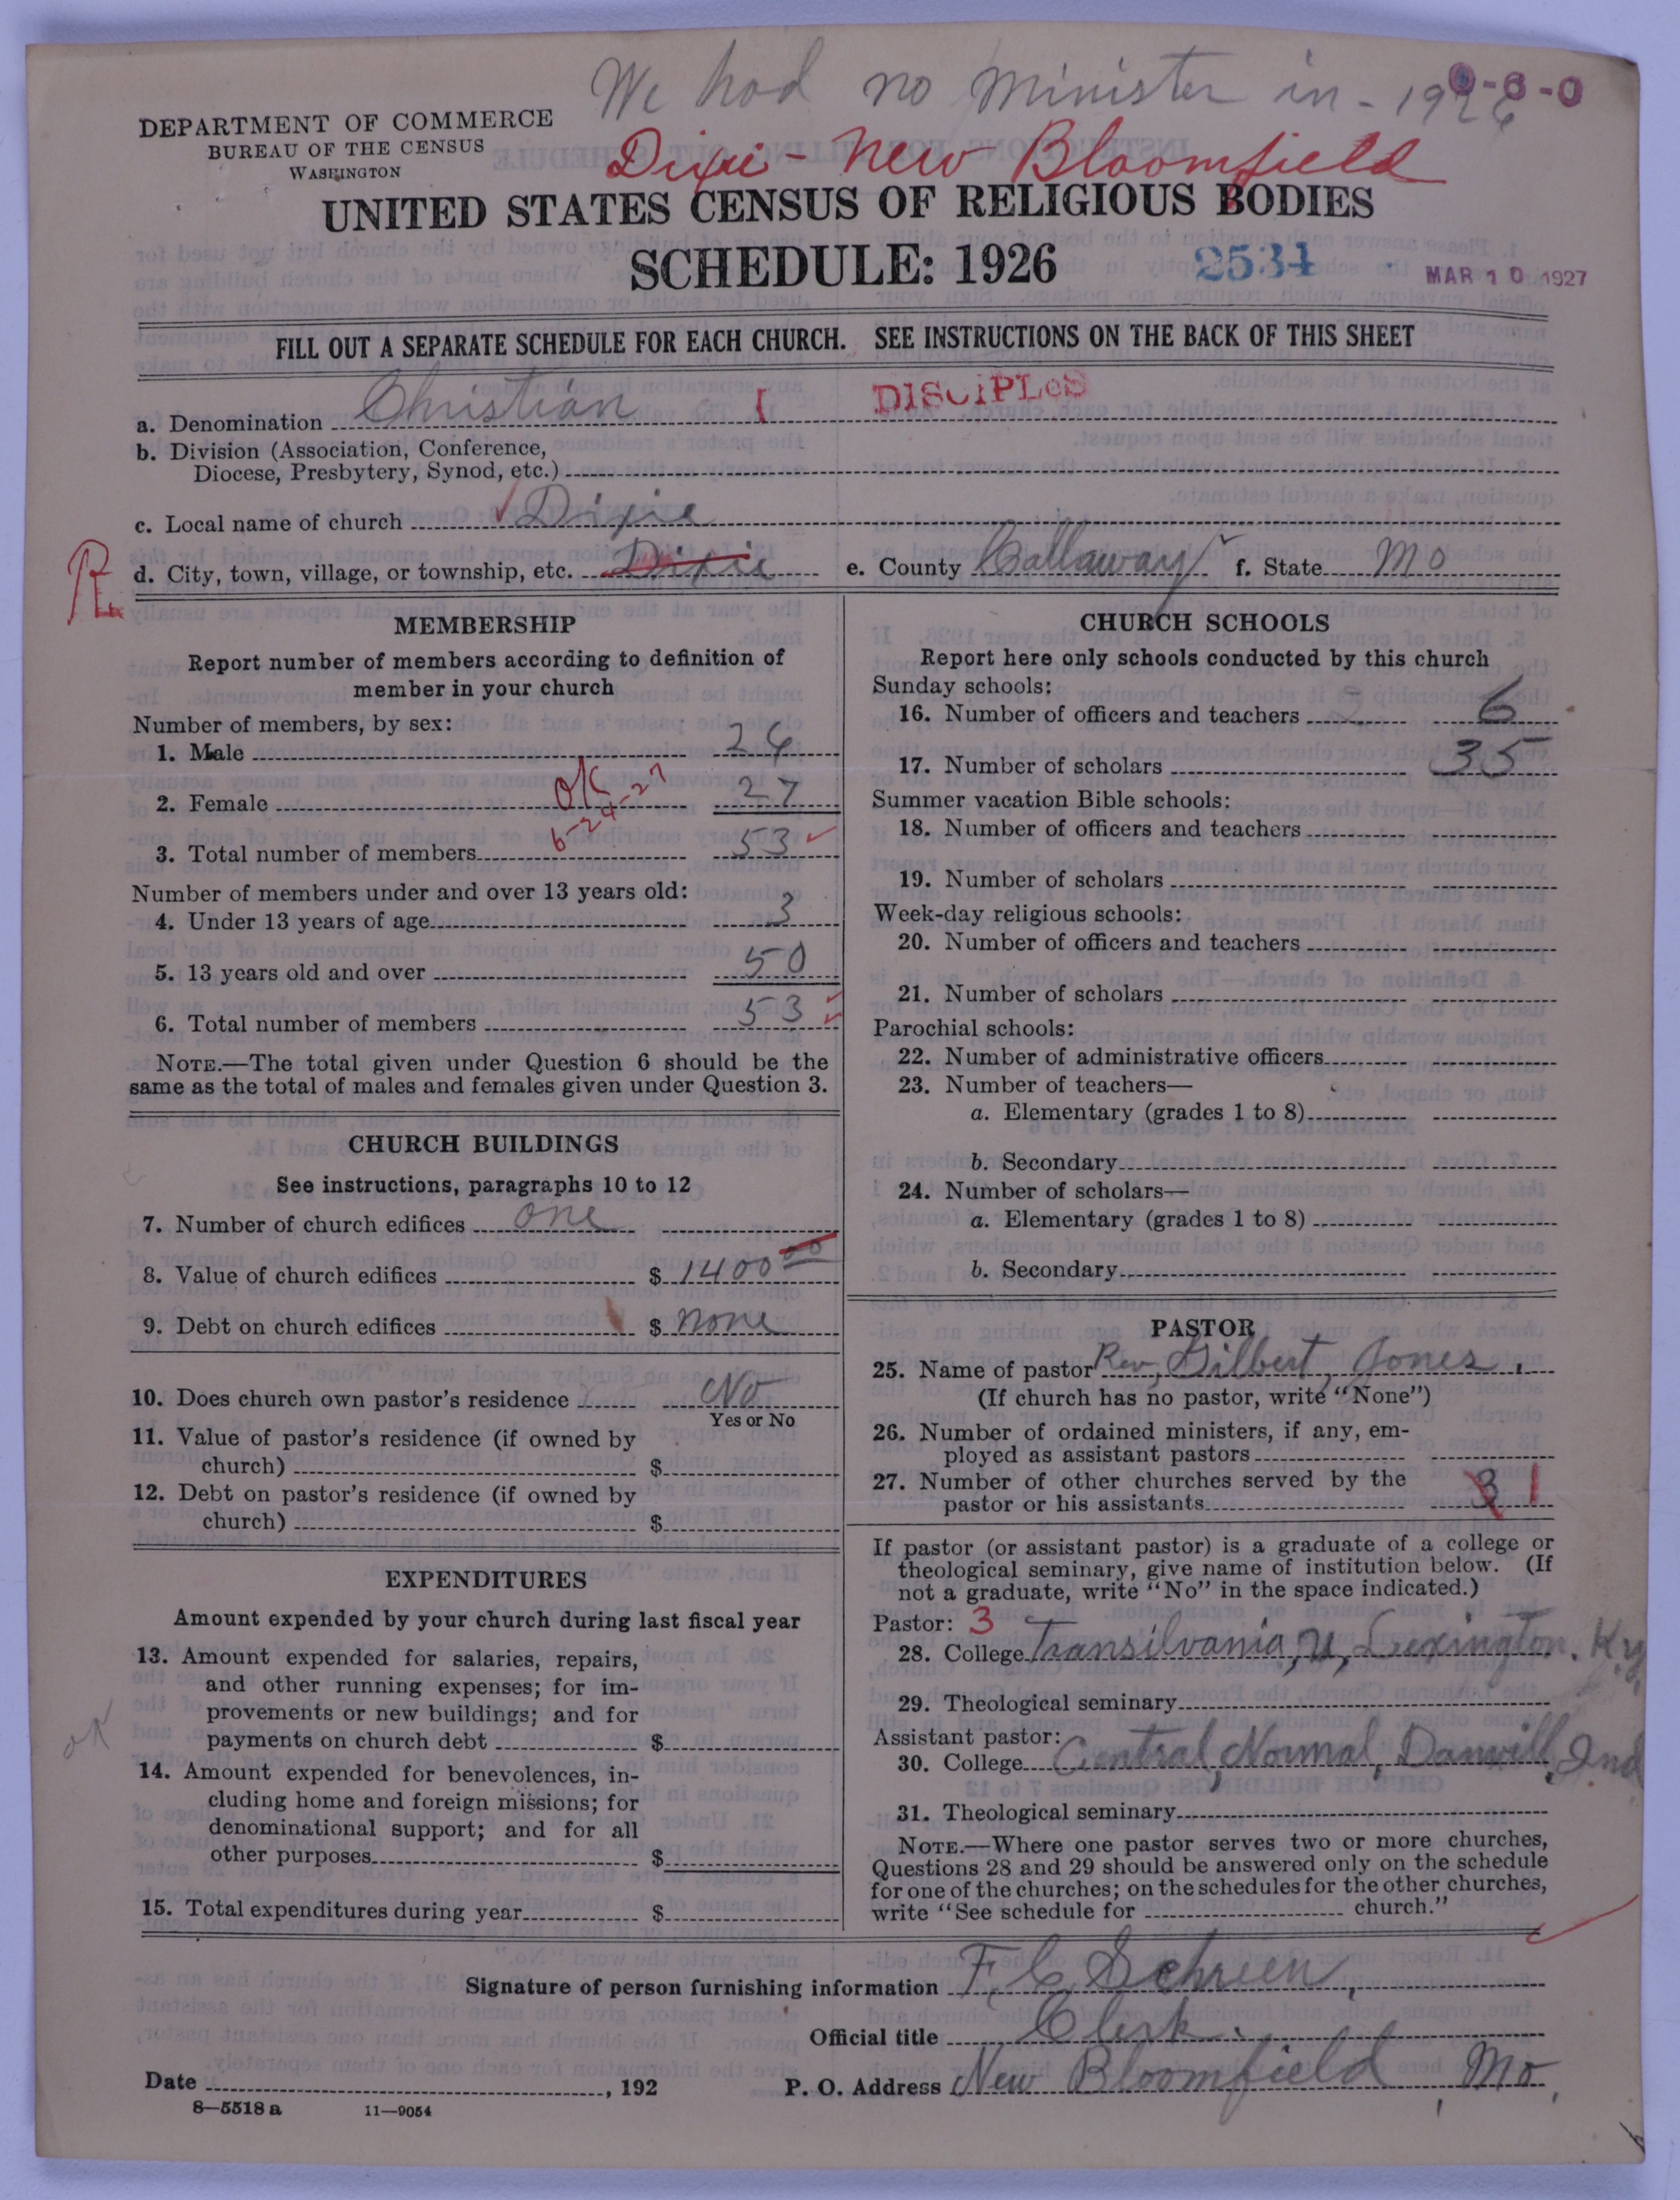 We had no minister in - 1926
9-6-0
DEPARTMENT OF COMMERCE
BUREAU OF THE CENSUS
WASHINGTON
Dixie - New Bloomfield
UNITED STATES CENSUS OF RELIGIOUS BODIES
SCHEDULE: 1926
2534
MAR 10 1927
FILL OUT A SEPARATE SCHEDULE FOR EACH CHURCH. SEE INSTRUCTIONS ON THE BACK OF THIS SHEET
a. Denomination Christian DISCIPLES
b. Division (Association, Conference,
Diocese, Presbytery, Synod, etc.)
c. Local name of church Dixie
d. City, town, village, or township, etc. Dixie e. County Callaway f. State Mo
MEMBERSHIP
Report number of members according to definition of
member in your church
Number of members, by sex:
1. Male 26
2. Female 27
OK
6-24-27
3. Total number of members 53
Number of members under and over 13 years old:
4. Under 13 years of age 3
5. 13 years old and over 50
6. Total number of members 53
NOTE.—The total given under Question 6 should be the
same as the total of males and females given under Question 3.
CHURCH BUILDINGS
See instructions, paragraphs 10 to 12
7. Number of church edifices one
8. Value of church edifices $ 1400 00
9. Debt on church edifices $ none
10. Does church own pastor's residence No
Yes or No
11. Value of pastor's residence (if owned by
church) $
12. Debt on pastor's residence (if owned by
church) $
EXPENDITURES
Amount expended by your church during last fiscal year
13. Amount expended for salaries, repairs,
and other running expenses; for im-
provements or new buildings; and for
payments on church debt $
OK
14. Amount expended for benevolences, in-
cluding home and foreign missions; for
denominational support; and for all
other purposes $
15. Total expenditures during year $
CHURCH SCHOOLS
Report here only schools conducted by this church
Sunday schools:
16. Number of officers and teachers 6
17. Number of scholars 35
Summer vacation Bible schools:
18. Number of officers and teachers
19. Number of scholars
Week-day religious schools:
20. Number of officers and teachers
21. Number of scholars
Parochial schools:
22. Number of administrative officers
23. Number of teachers—
a. Elementary (grades 1 to 8)
b. Secondary
24. Number of scholars—
a. Elementary (grades 1 to 8)
b. Secondary
PASTOR
25. Name of pastor Rev, Gilbert Jones
(If church has no pastor, write "None")
26. Number of ordained ministers, if any, em-
ployed as assistant pastors
27. Number of other churches served by the
pastor or his assistants 3 1
If pastor (or assistant pastor) is a graduate of a college or
theological seminary, give name of institution below. (If
not a graduate, write "No" in the space indicated.)
Pastor: 3
28. College Transilvania, U, Lexington. Ky
29. Theological seminary
Assistant pastor:
30. College Central, Normal, Danvill, Ind
31. Theological seminary
NOTE.—Where one pastor serves two or more churches,
Questions 28 and 29 should be answered only on the schedule
for one of the churches; on the schedules for the other churches,
write "See schedule for church."
Signature of person furnishing information F. C. Schreen
Official title Clerk.
Date , 192
P. O. Address New Bloomfield Mo,
8—5518 a 11—9054